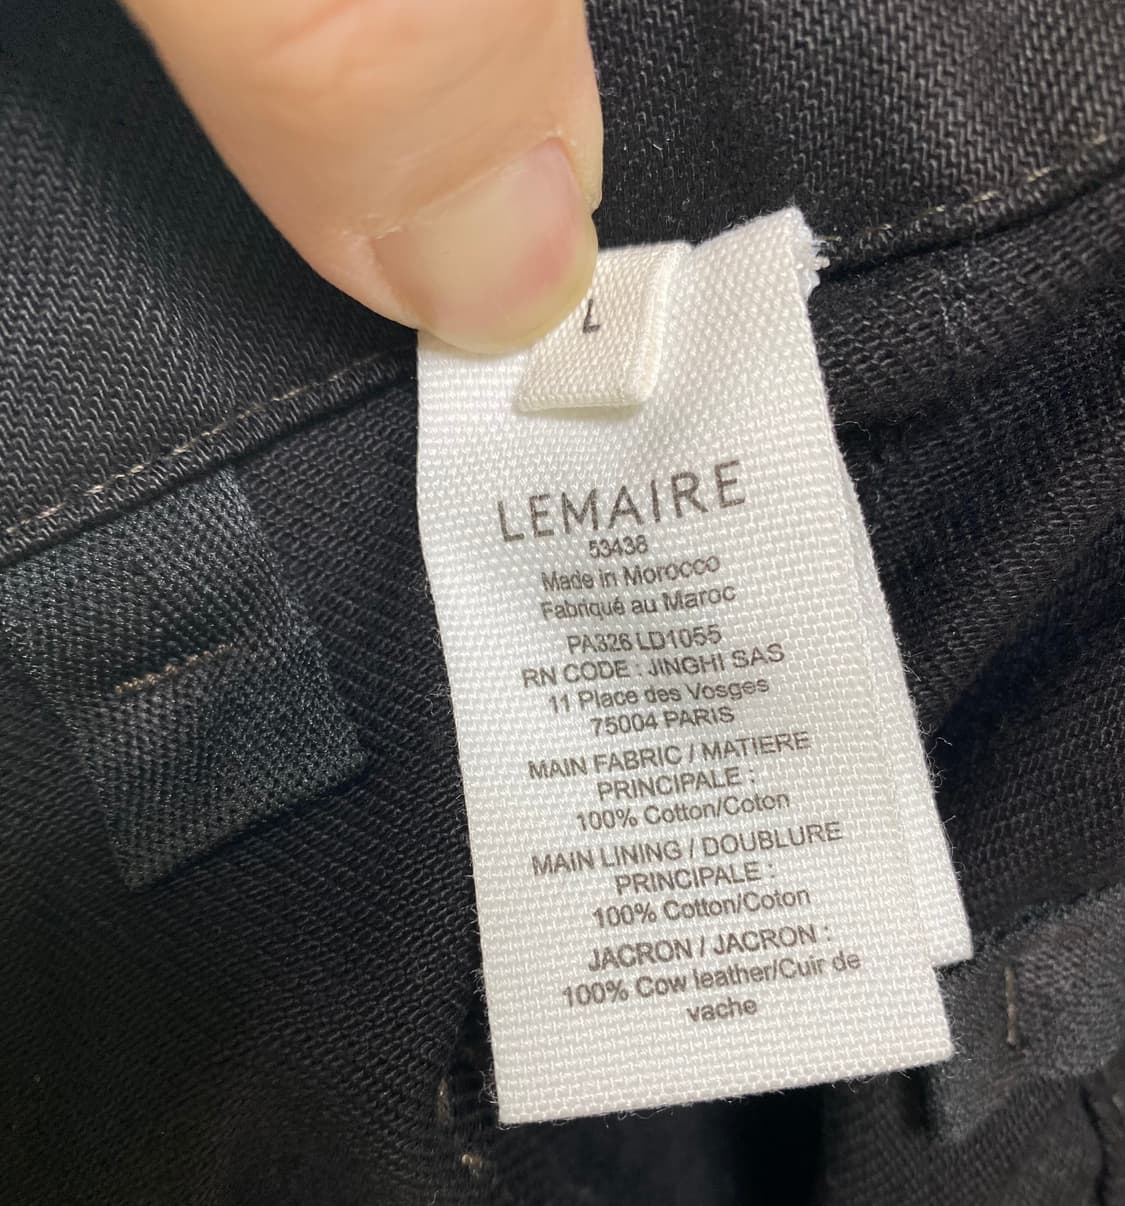 L
LEMAIRE
53438
Made in Morocco
Fabriqué au Maroc
PA326 LD1055
RN CODE : JINGHI SAS
11 Place des Vosges
75004 PARIS
MAIN FABRIC / MATIERE
PRINCIPALE :
100% Cotton/Coton
MAIN LINING / DOUBLURE
PRINCIPALE :
100% Cotton/Coton
JACRON / JACRON :
100% Cow leather/Cuir de
vache